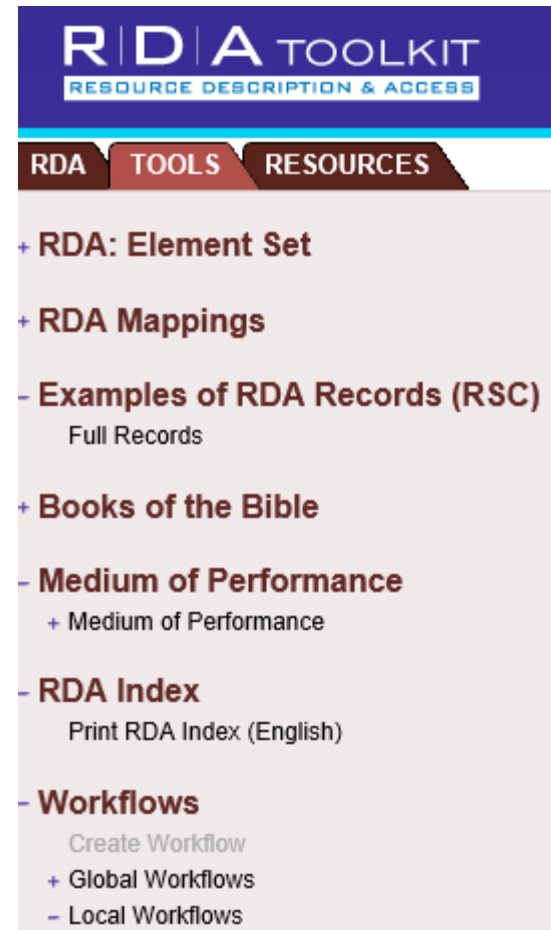 R|D|A TOOLKIT
RESOURCE DESCRIPTION & ACCESS
RDA TOOLS RESOURCES
+ RDA: Element Set
+ RDA Mappings
– Examples of RDA Records (RSC)
Full Records
+ Books of the Bible
– Medium of Performance
+ Medium of Performance
– RDA Index
Print RDA Index (English)
– Workflows
Create Workflow
+ Global Workflows
– Local Workflows